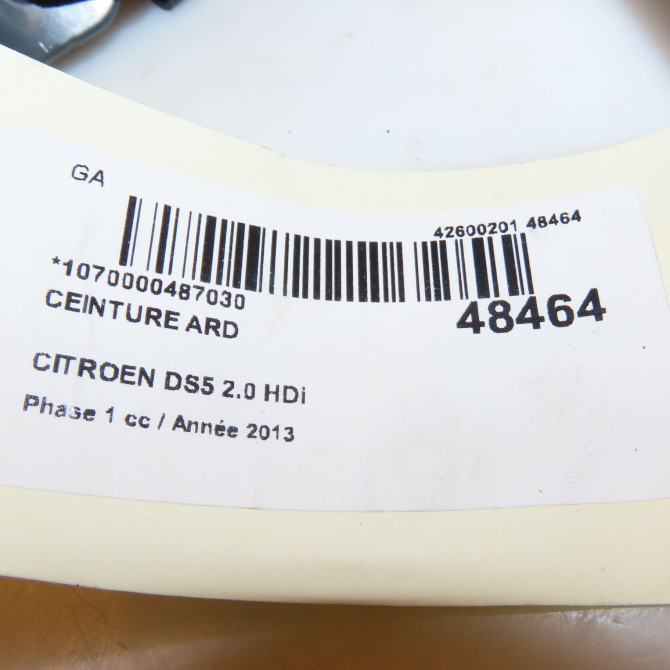 GA
42600201 48464
*1070000487030
48464
CEINTURE ARD
CITROEN DS5 2.0 HDi
Phase 1 cc / Année 2013